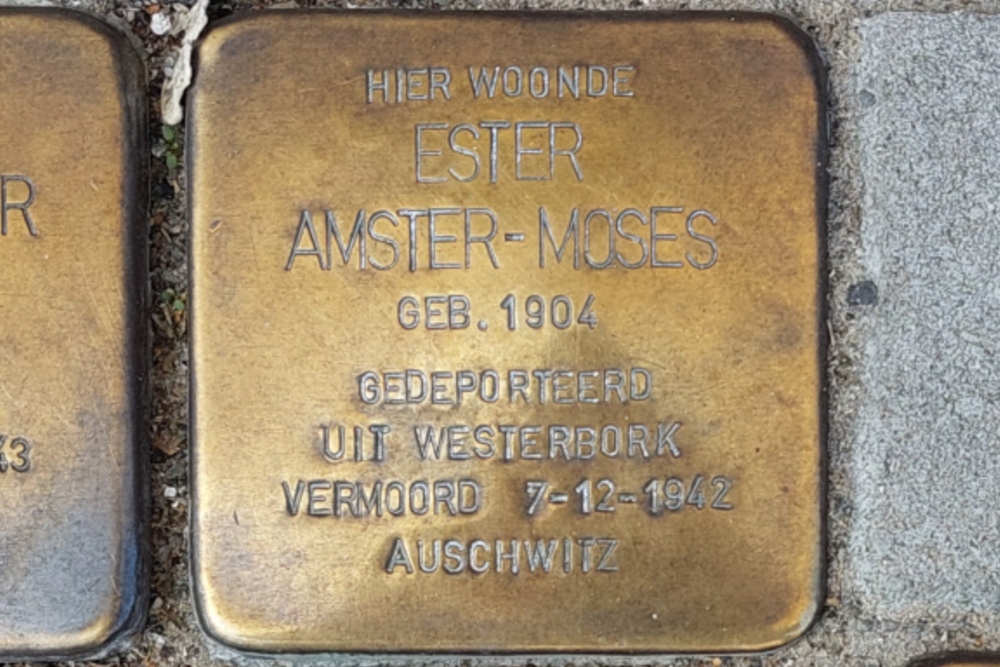 HIER WOONDE
ESTER
AMSTER-MOSES
GEB. 1904
GEDEPORTEERD
UIT WESTERBORK
VERMOORD 7-12-1942
AUSCHWITZ